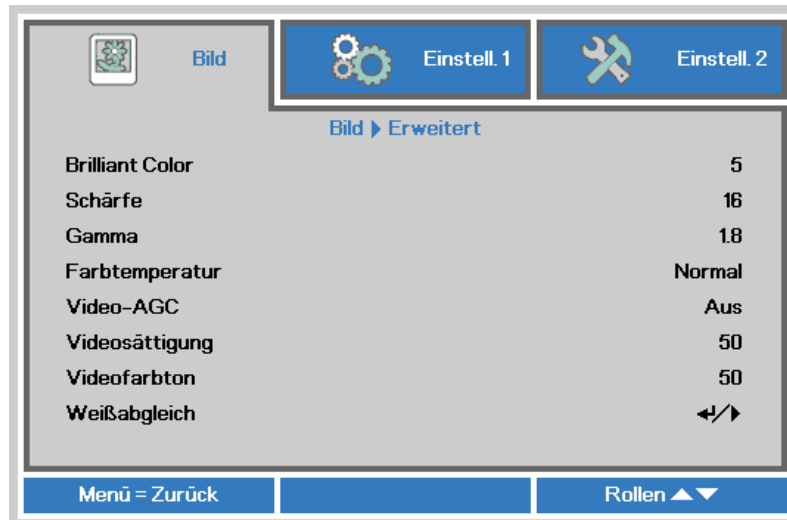 Bild
Einstell. 1
Einstell. 2
Bild ▶ Erweitert
Brilliant Color 5
Schärfe 16
Gamma 1.8
Farbtemperatur Normal
Video-AGC Aus
Videosättigung 50
Videofarbton 50
Weißabgleich ↵/▶
Menü = Zurück
Rollen ▲▼